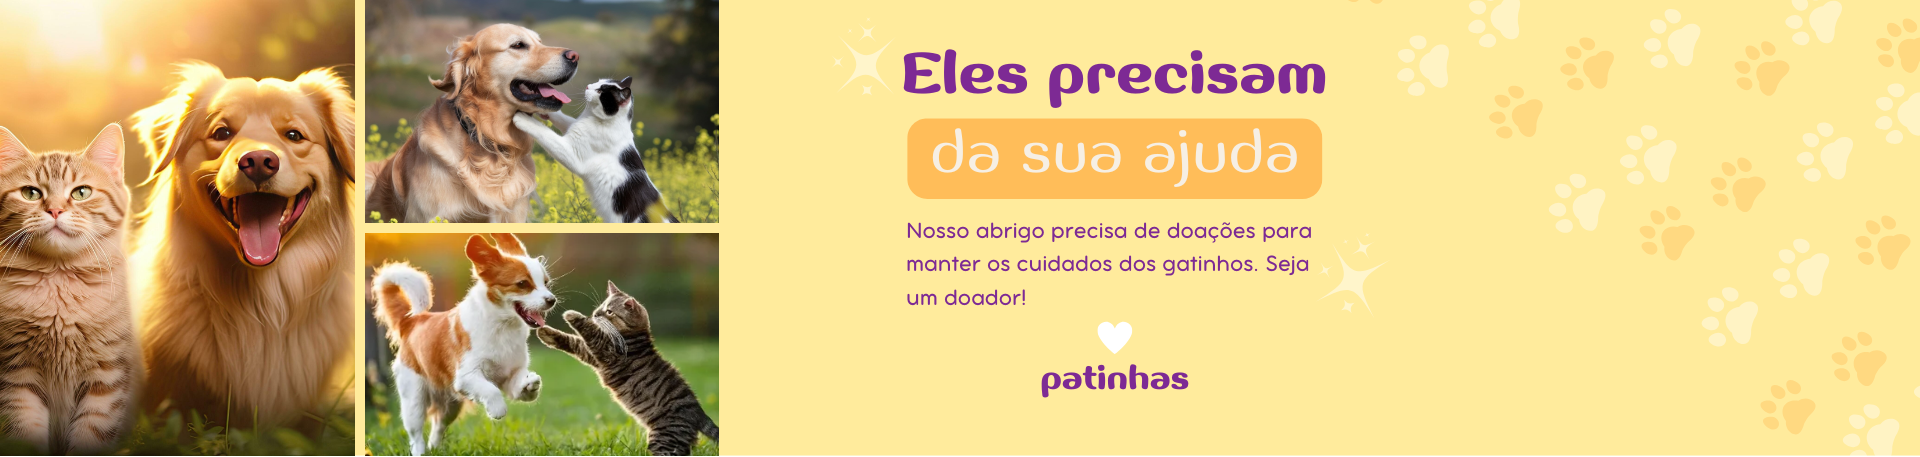 Eles precisam
da sua ajuda
Nosso abrigo precisa de doações para
manter os cuidados dos gatinhos. Seja
um doador!
patinhas